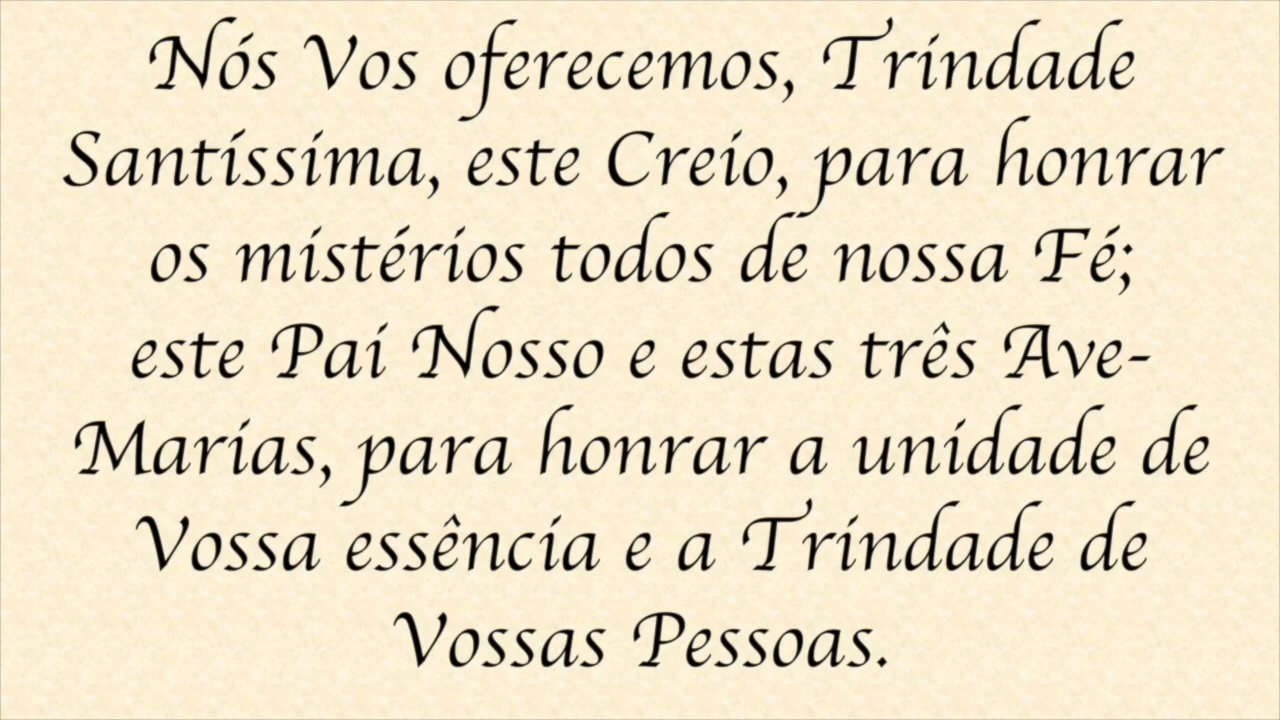 Nós Vos oferecemos, Trindade
Santíssima, este Creio, para honrar
os mistérios todos de nossa Fé;
este Pai Nosso e estas três Ave-
Marias, para honrar a unidade de
Vossa essência e a Trindade de
Vossas Pessoas.